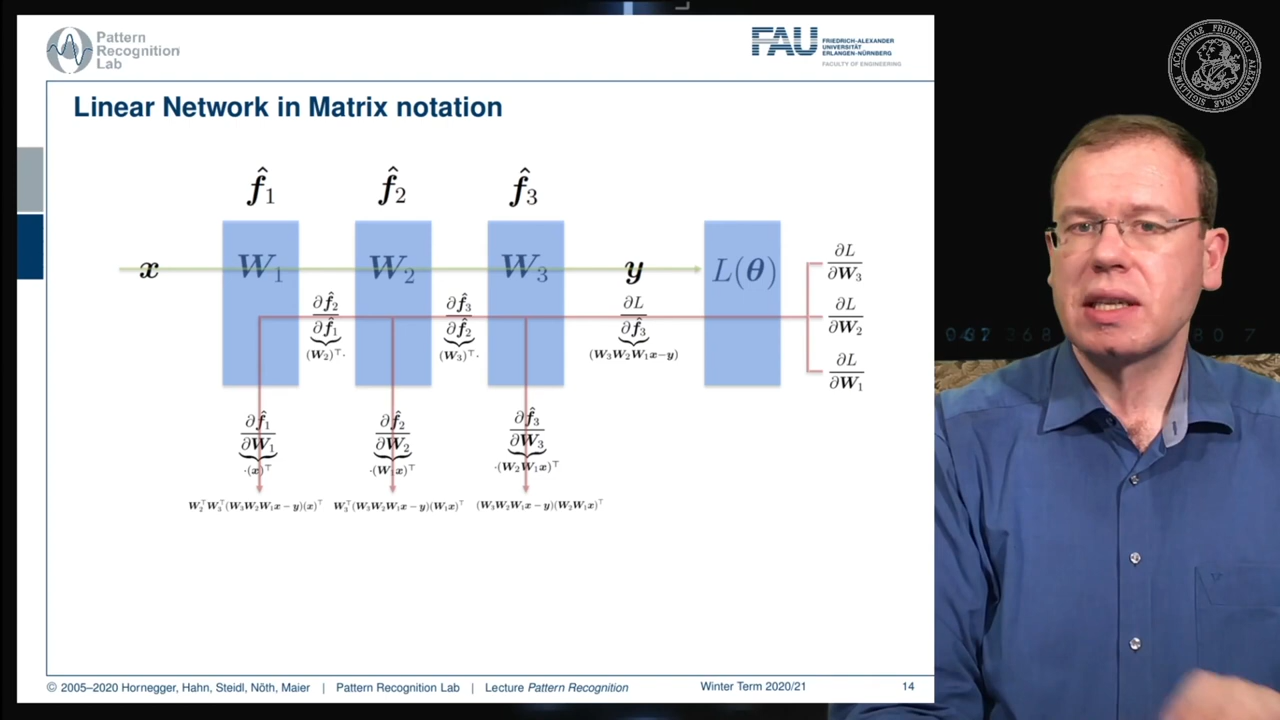 Pattern
Recognition
Lab
FAU
FRIEDRICH-ALEXANDER
UNIVERSITÄT
ERLANGEN-NÜRNBERG
FACULTY OF ENGINEERING
Linear Network in Matrix notation
f̂₁ f̂₂ f̂₃
x W₁ W₂ W₃ y L(θ)
∂L/∂W₃
∂f̂₂/∂f̂₁ ∂f̂₃/∂f̂₂ ∂L/∂f̂₃ ∂L/∂W₂
(W₂)ᵀ· (W₃)ᵀ· (W₃W₂W₁x−y)
∂L/∂W₁
∂f̂₁/∂W₁ ∂f̂₂/∂W₂ ∂f̂₃/∂W₃
·(x)ᵀ ·(W₁x)ᵀ ·(W₂W₁x)ᵀ
W₂ᵀW₃ᵀ(W₃W₂W₁x − y)(x)ᵀ W₃ᵀ(W₃W₂W₁x − y)(W₁x)ᵀ (W₃W₂W₁x − y)(W₂W₁x)ᵀ
© 2005–2020 Hornegger, Hahn, Steidl, Nöth, Maier | Pattern Recognition Lab | Lecture Pattern Recognition Winter Term 2020/21 14